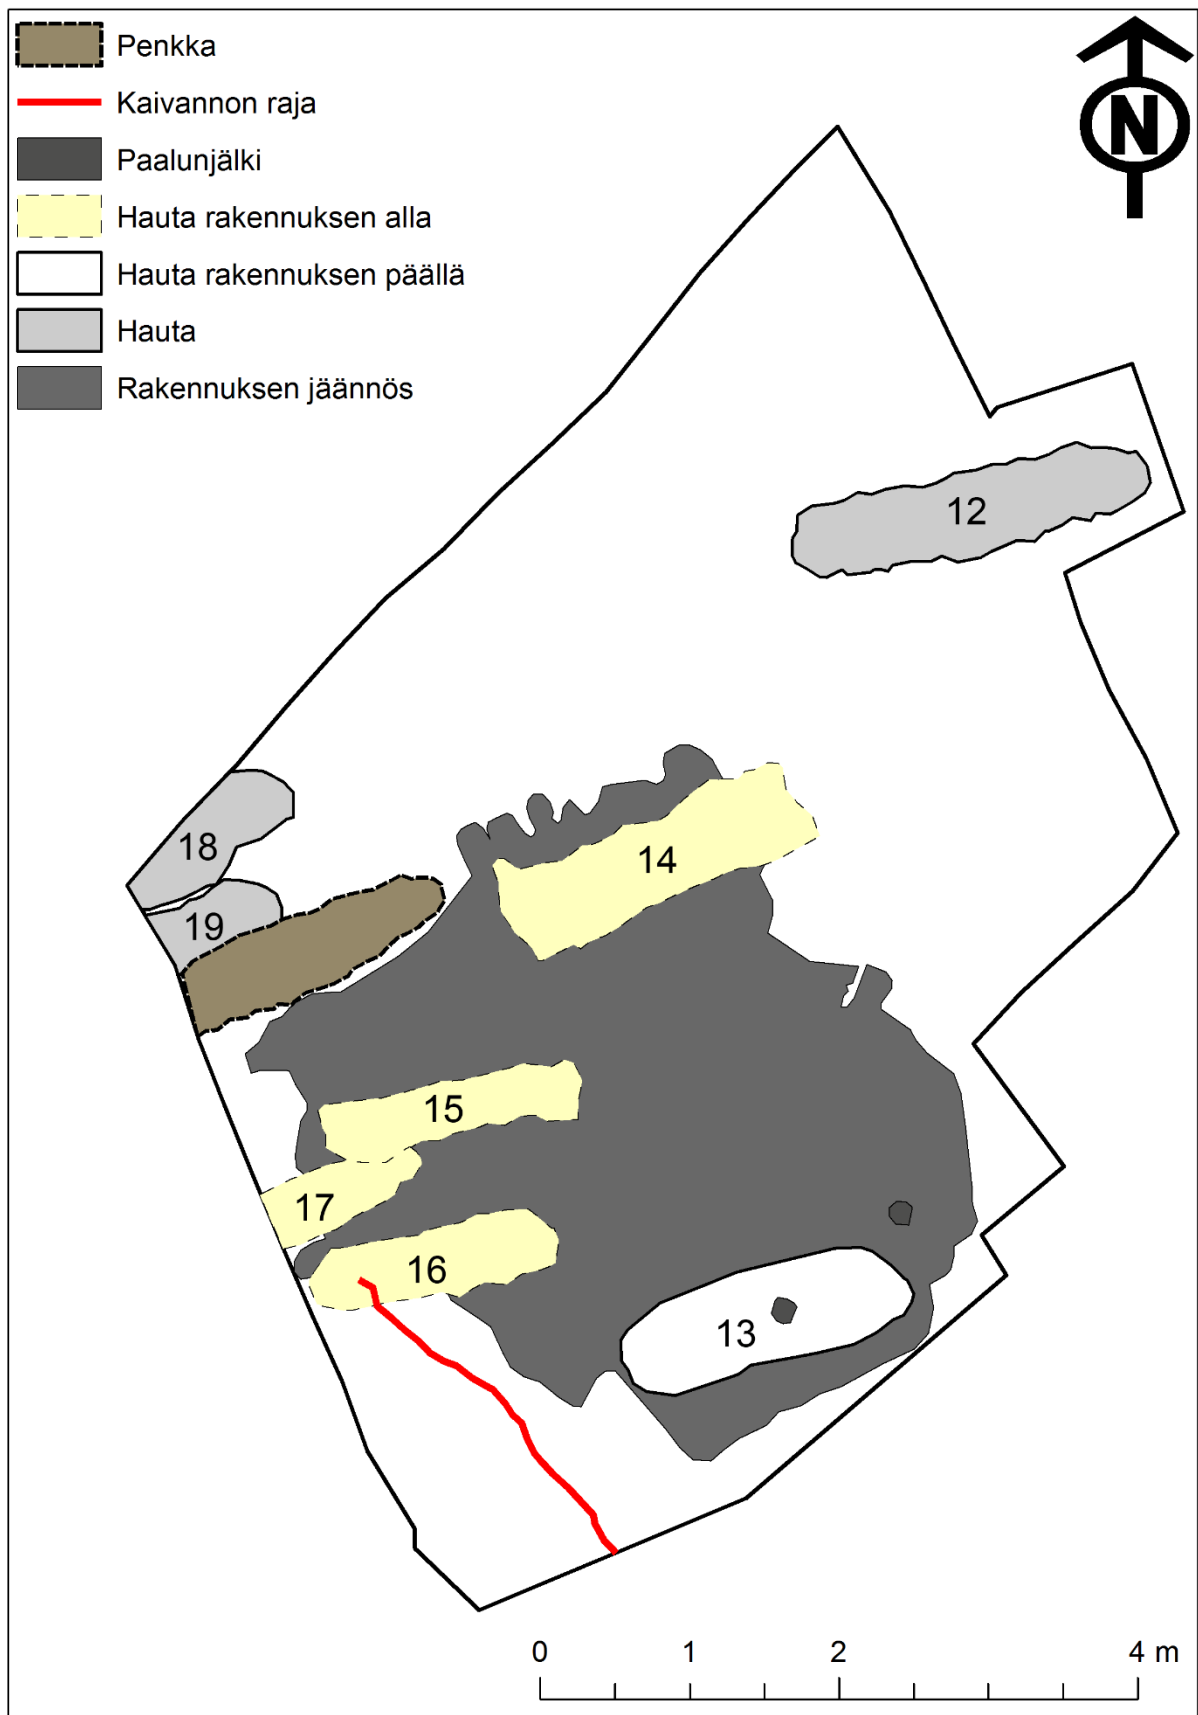 Penkka
Kaivannon raja
Paalunjälki
Hauta rakennuksen alla
Hauta rakennuksen päällä
Hauta
Rakennuksen jäännös
N
12
18
14
19
15
17
16
13
0 1 2 4 m